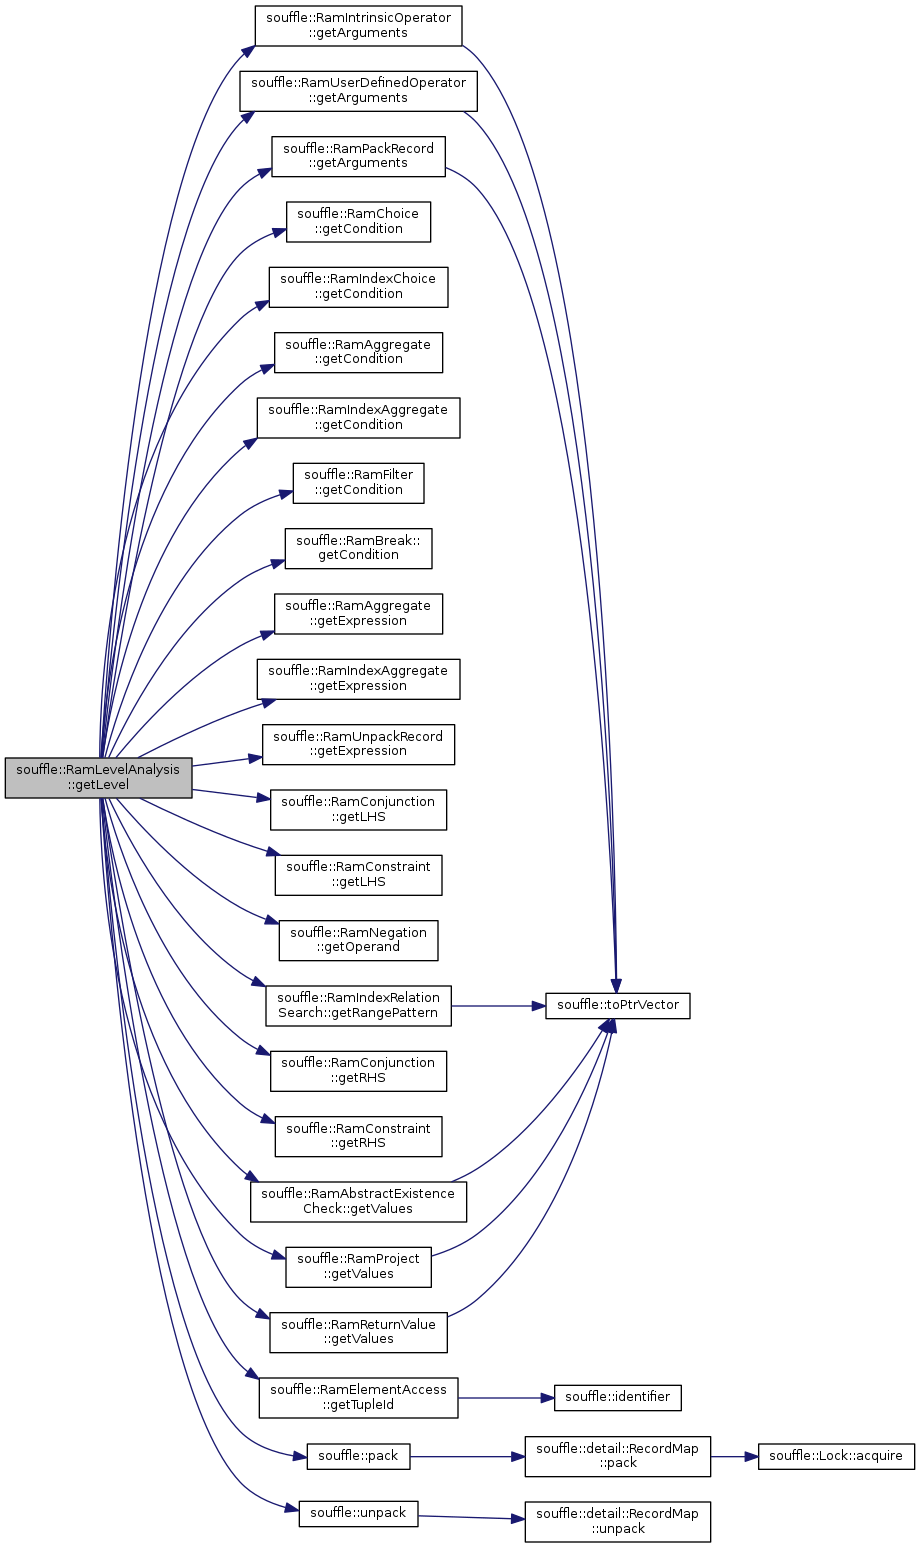 souffle::RamIntrinsicOperator
::getArguments
souffle::RamUserDefinedOperator
::getArguments
souffle::RamPackRecord
::getArguments
souffle::RamChoice
::getCondition
souffle::RamIndexChoice
::getCondition
souffle::RamAggregate
::getCondition
souffle::RamIndexAggregate
::getCondition
souffle::RamFilter
::getCondition
souffle::RamBreak::
getCondition
souffle::RamAggregate
::getExpression
souffle::RamIndexAggregate
::getExpression
souffle::RamUnpackRecord
::getExpression
souffle::RamLevelAnalysis
::getLevel
souffle::RamConjunction
::getLHS
souffle::RamConstraint
::getLHS
souffle::RamNegation
::getOperand
souffle::RamIndexRelation
Search::getRangePattern
souffle::toPtrVector
souffle::RamConjunction
::getRHS
souffle::RamConstraint
::getRHS
souffle::RamAbstractExistence
Check::getValues
souffle::RamProject
::getValues
souffle::RamReturnValue
::getValues
souffle::RamElementAccess
::getTupleId
souffle::identifier
souffle::pack
souffle::detail::RecordMap
::pack
souffle::Lock::acquire
souffle::unpack
souffle::detail::RecordMap
::unpack